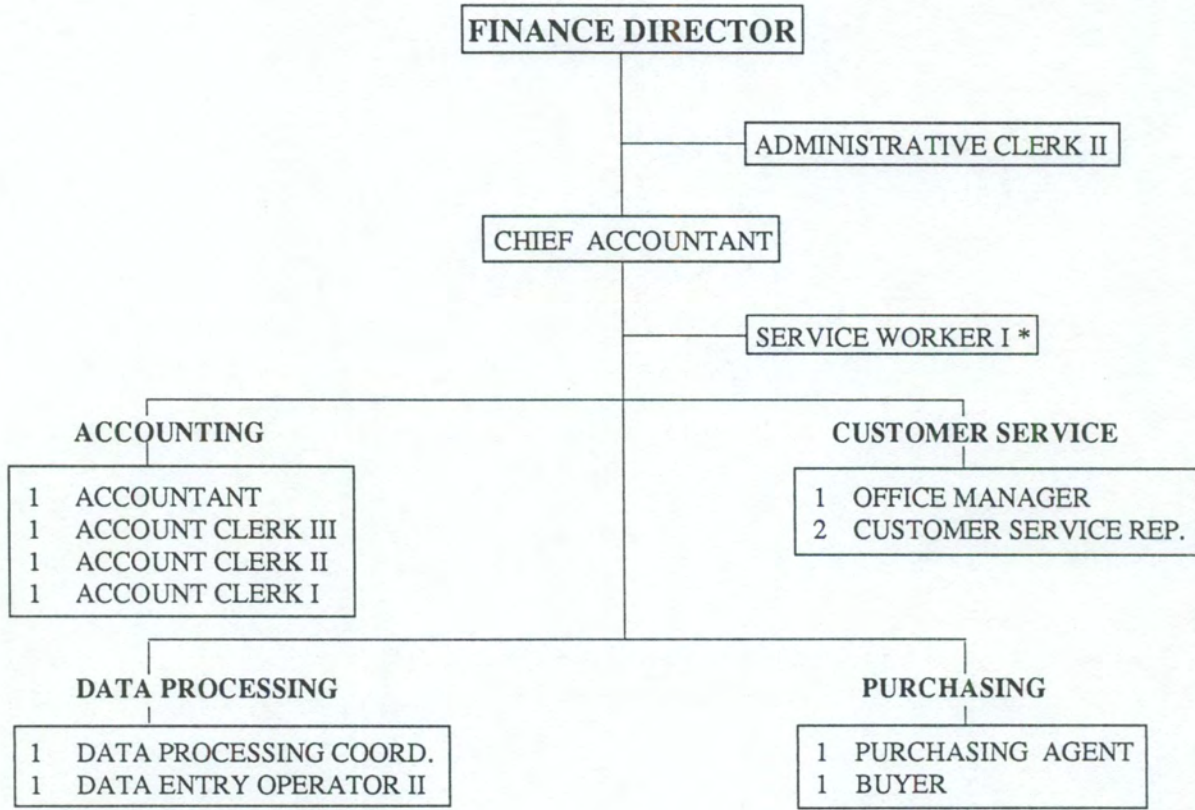 FINANCE DIRECTOR
ADMINISTRATIVE CLERK II
CHIEF ACCOUNTANT
SERVICE WORKER I *
ACCOUNTING
1 ACCOUNTANT
1 ACCOUNT CLERK III
1 ACCOUNT CLERK II
1 ACCOUNT CLERK I
CUSTOMER SERVICE
1 OFFICE MANAGER
2 CUSTOMER SERVICE REP.
DATA PROCESSING
1 DATA PROCESSING COORD.
1 DATA ENTRY OPERATOR II
PURCHASING
1 PURCHASING AGENT
1 BUYER